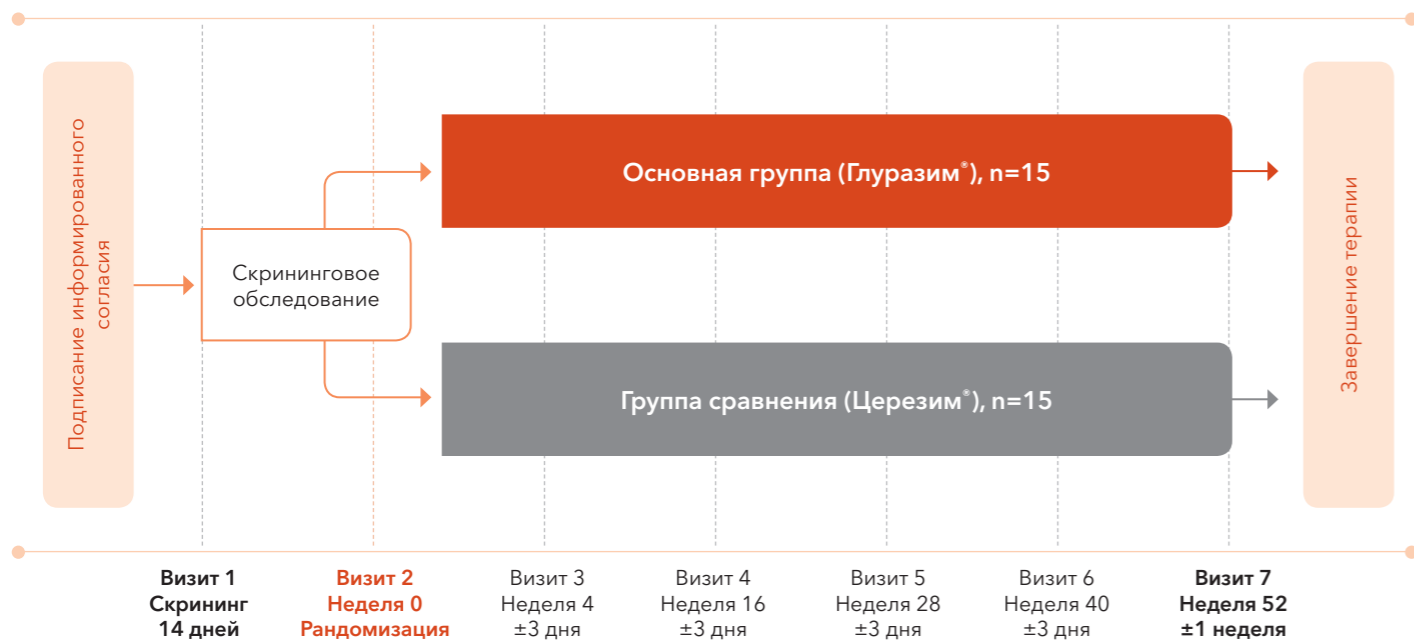 Подписание информированного
согласия
Скрининговое
обследование
Основная группа (Глуразим®), n=15
Группа сравнения (Церезим®), n=15
Завершение терапии
Визит 1
Скрининг
14 дней
Визит 2
Неделя 0
Рандомизация
Визит 3
Неделя 4
±3 дня
Визит 4
Неделя 16
±3 дня
Визит 5
Неделя 28
±3 дня
Визит 6
Неделя 40
±3 дня
Визит 7
Неделя 52
±1 неделя